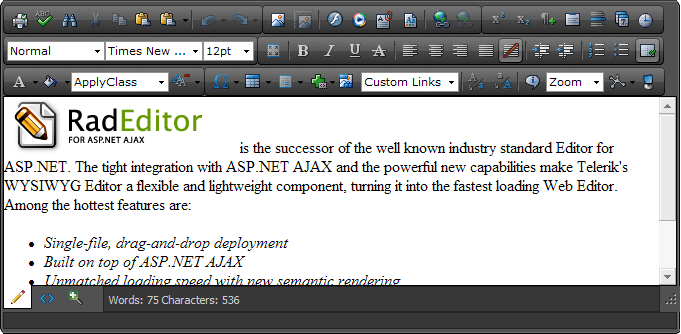 ABC
x² x₂
Normal Times New ... 12pt B I U A
A ApplyClass Ω Custom Links Zoom
RadEditor
FOR ASP.NET AJAX
is the successor of the well known industry standard Editor for
ASP.NET. The tight integration with ASP.NET AJAX and the powerful new capabilities make Telerik's
WYSIWYG Editor a flexible and lightweight component, turning it into the fastest loading Web Editor.
Among the hottest features are:
• Single-file, drag-and-drop deployment
• Built on top of ASP.NET AJAX
• Unmatched loading speed with new semantic rendering
Words: 75 Characters: 536